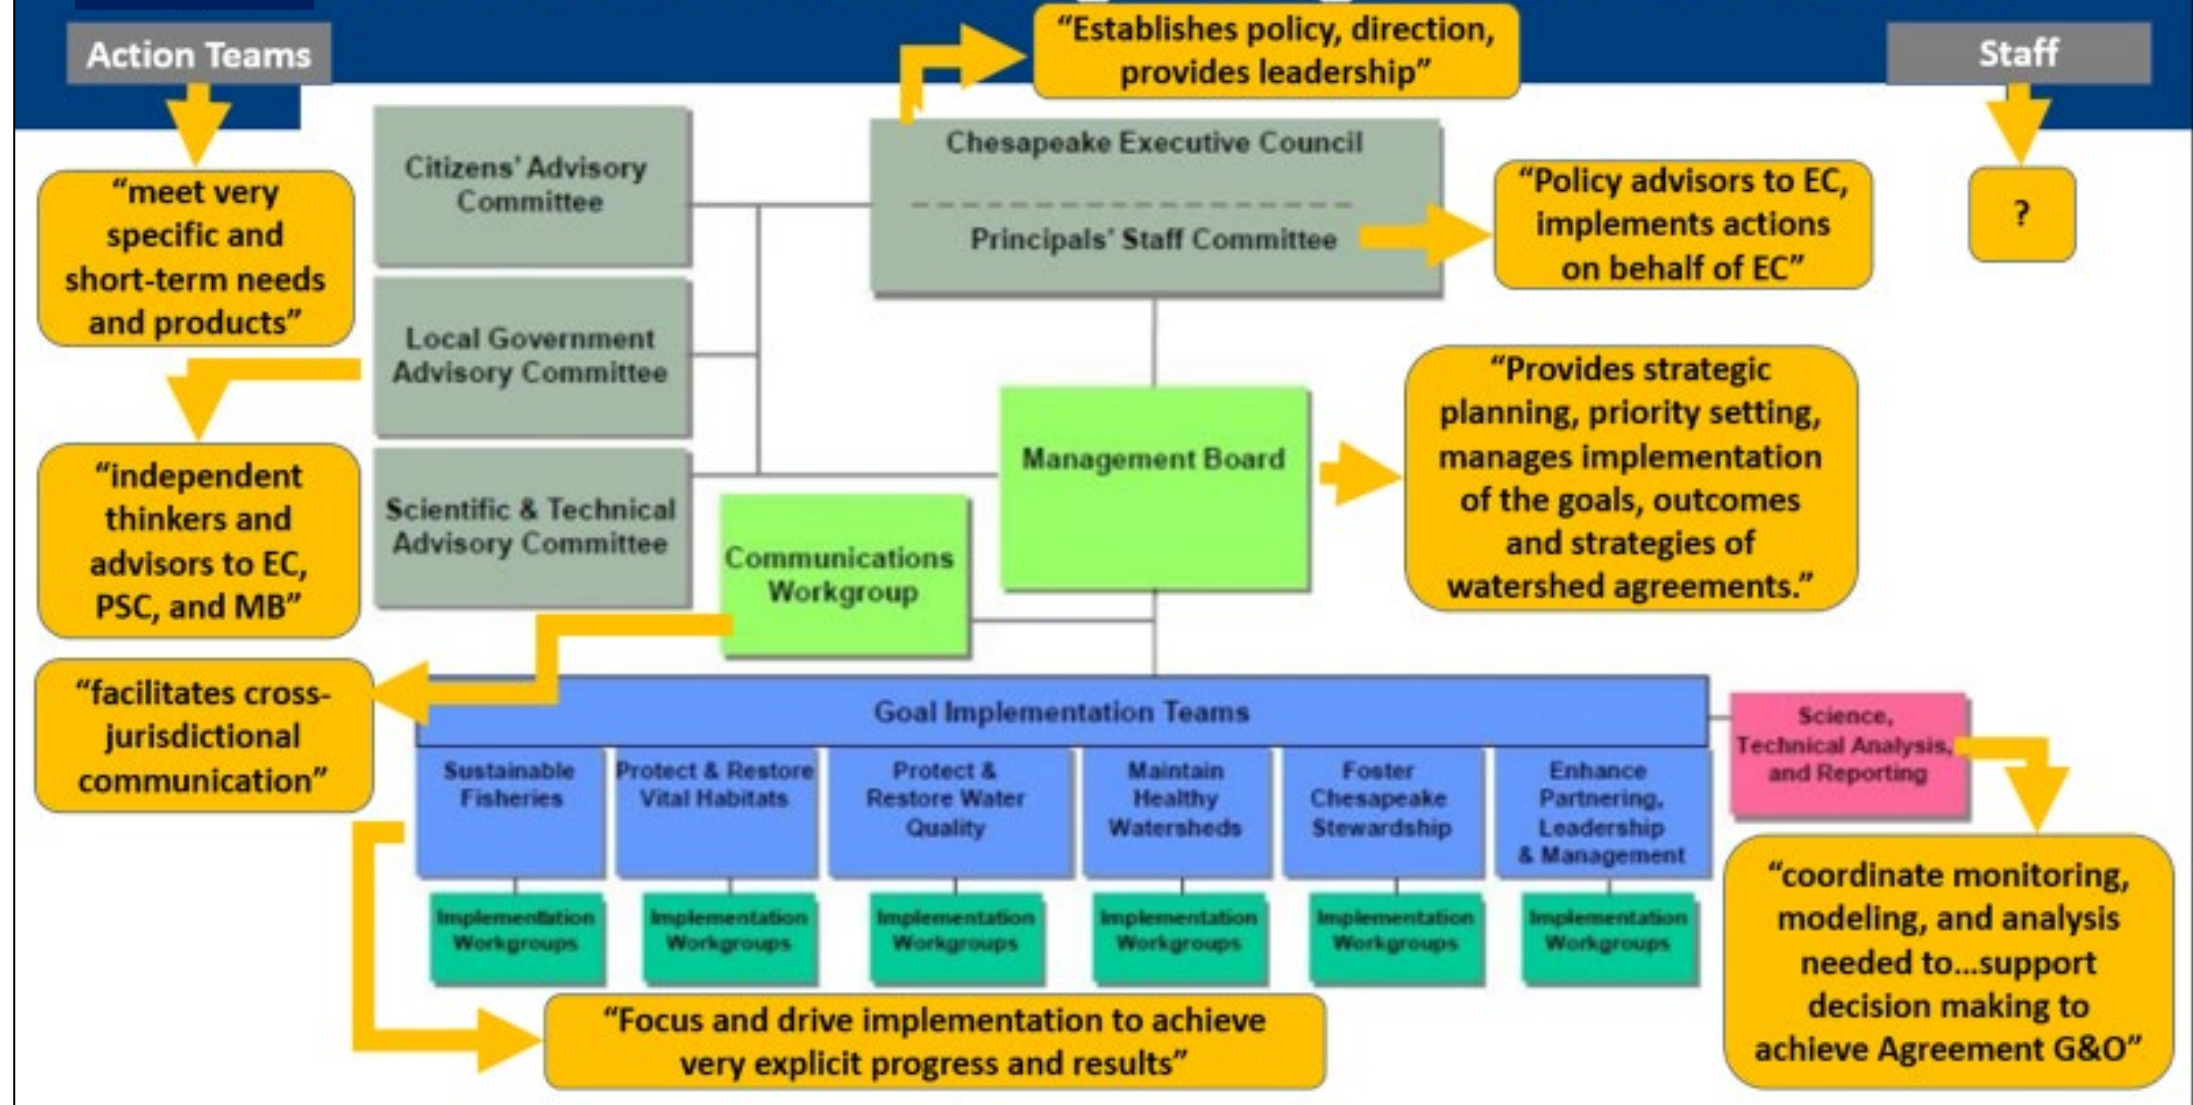 Action Teams
"Establishes policy, direction,
provides leadership"
Staff
"meet very
specific and
short-term needs
and products"
Citizens' Advisory
Committee
Chesapeake Executive Council
Principals' Staff Committee
"Policy advisors to EC,
implements actions
on behalf of EC"
?
Local Government
Advisory Committee
"independent
thinkers and
advisors to EC,
PSC, and MB"
Scientific & Technical
Advisory Committee
Management Board
"Provides strategic
planning, priority setting,
manages implementation
of the goals, outcomes
and strategies of
watershed agreements."
Communications
Workgroup
"facilitates cross-
jurisdictional
communication"
Goal Implementation Teams
Science,
Technical Analysis,
and Reporting
Sustainable
Fisheries
Protect & Restore
Vital Habitats
Protect &
Restore Water
Quality
Maintain
Healthy
Watersheds
Foster
Chesapeake
Stewardship
Enhance
Partnering,
Leadership
& Management
Implementation
Workgroups
Implementation
Workgroups
Implementation
Workgroups
Implementation
Workgroups
Implementation
Workgroups
Implementation
Workgroups
"Focus and drive implementation to achieve
very explicit progress and results"
"coordinate monitoring,
modeling, and analysis
needed to...support
decision making to
achieve Agreement G&O"